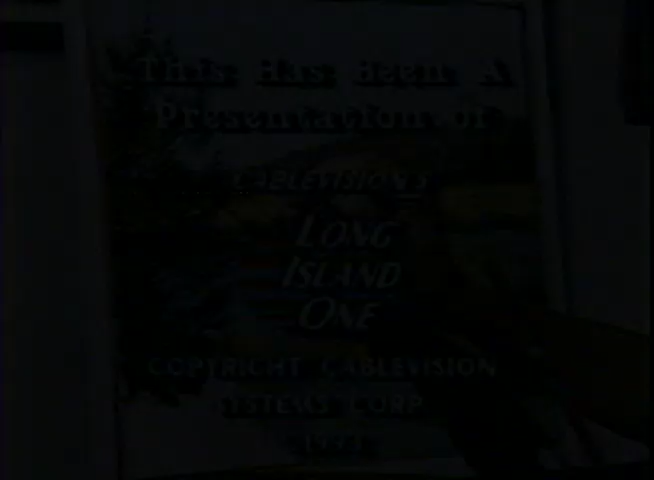 This Has Been A
Presentation of
CABLEVISION'S
LONG
ISLAND
ONE
COPYRIGHT CABLEVISION
SYSTEMS CORP